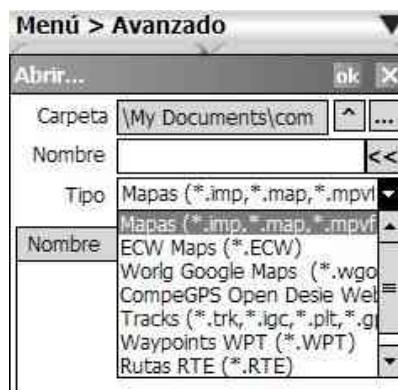 Menú > Avanzado
Abrir... ok
Carpeta \My Documents\com ^ ...
Nombre <<
Tipo Mapas (*.imp,*.map,*.mpvf
Nombre
Mapas (*.imp,*.map,*.mpvf
ECW Maps (*.ECW)
Worlg Google Maps (*.wgo
CompeGPS Open Desie Web
Tracks (*.trk,*.igc,*.plt,*.g
Waypoints WPT (*.WPT)
Rutas RTE (*.RTE)